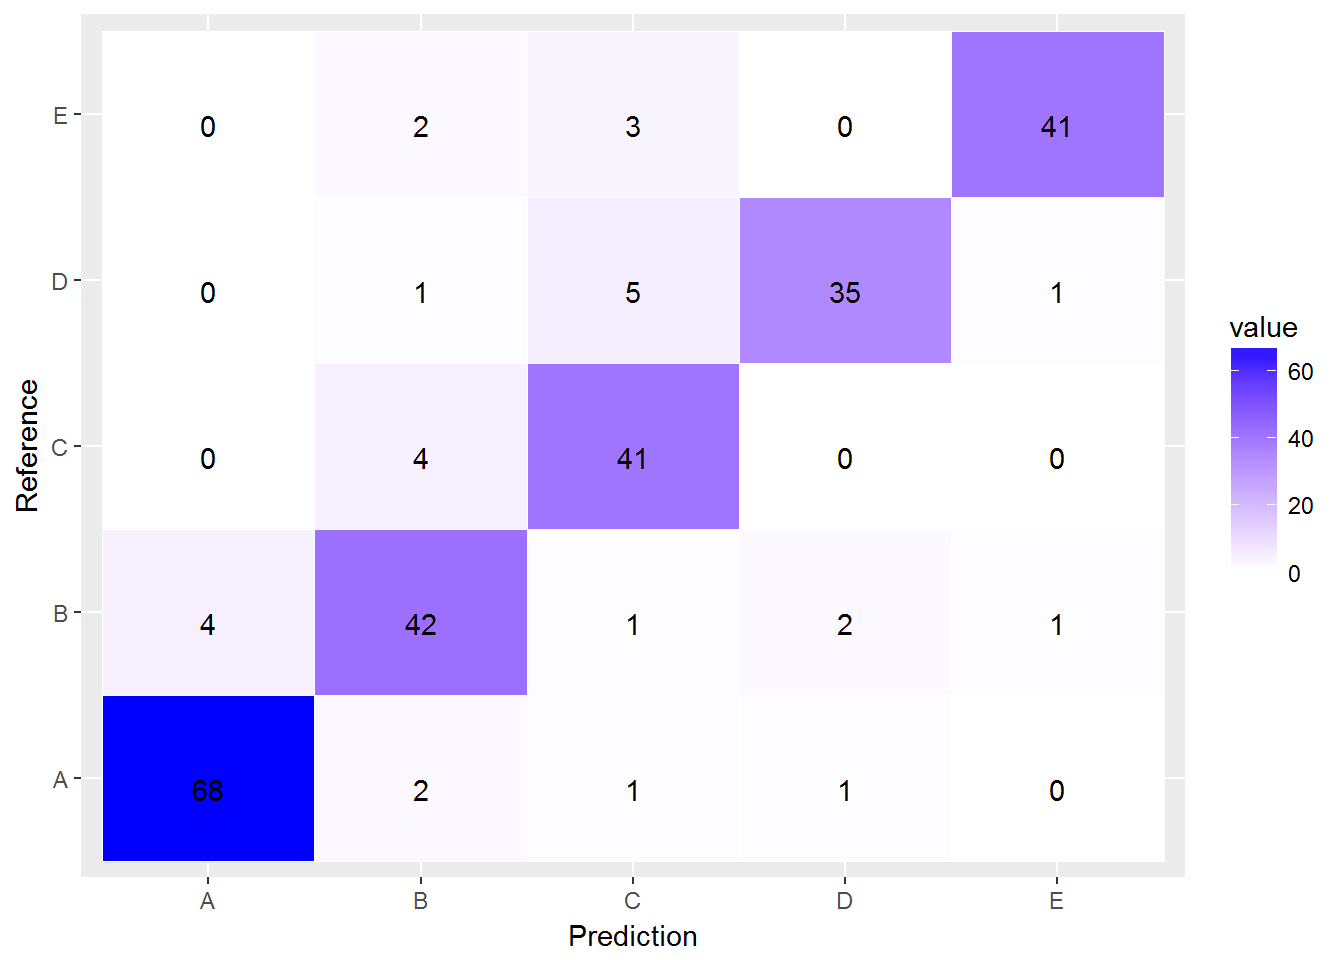 E 0 2 3 0 41
D 0 1 5 35 1
C 0 4 41 0 0
B 4 42 1 2 1
A 68 2 1 1 0
A B C D E
Prediction
Reference
value
60
40
20
0